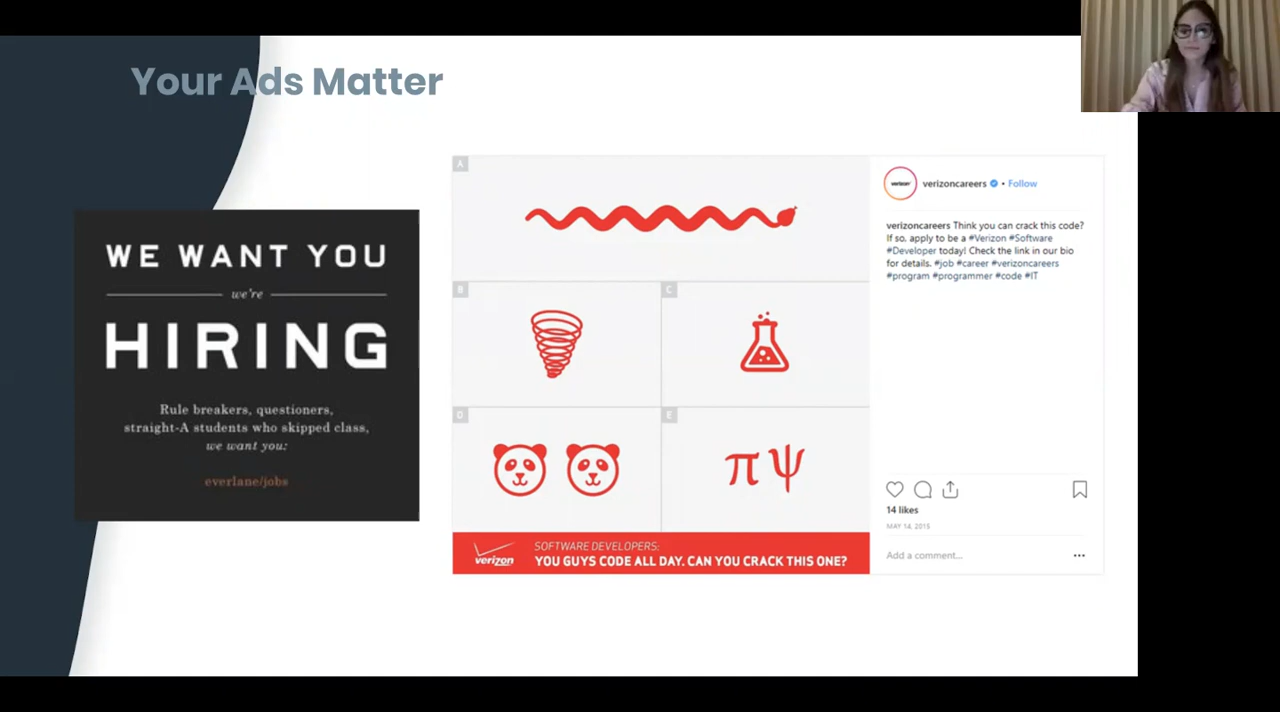 Your Ads Matter
WE WANT YOU
we're
HIRING
Rule breakers, questioners,
straight-A students who skipped class,
we want you:
everlane/jobs
A
B
C
D
E
π ψ
verizon
SOFTWARE DEVELOPERS:
YOU GUYS CODE ALL DAY. CAN YOU CRACK THIS ONE?
verizon
verizoncareers • Follow
verizoncareers Think you can crack this code?
If so, apply to be a #Verizon #Software
#Developer today! Check the link in our bio
for details. #job #career #verizoncareers
#program #programmer #code #IT
14 likes
MAY 14, 2015
Add a comment...